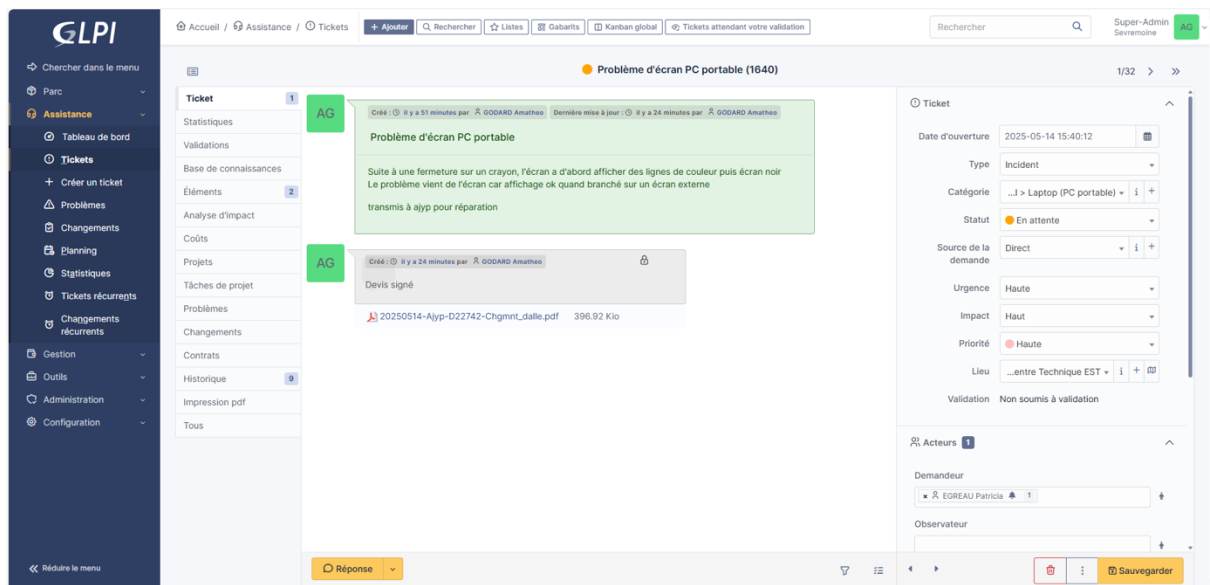 GLPI
Accueil / Assistance / Tickets
+ Ajouter
Rechercher
Listes
Gabarits
Kanban global
Tickets attendant votre validation
Rechercher
Super-Admin
Sevremoine
AG
Chercher dans le menu
Parc
Assistance
Tableau de bord
Tickets
+ Créer un ticket
Problèmes
Changements
Planning
Statistiques
Tickets récurrents
Changements
récurrents
Gestion
Outils
Administration
Configuration
Réduire le menu
Problème d'écran PC portable (1640)
1/32
Ticket 1
Statistiques
Validations
Base de connaissances
Éléments 2
Analyse d'impact
Coûts
Projets
Tâches de projet
Problèmes
Changements
Contrats
Historique 9
Impression pdf
Tous
AG
Créé : il y a 51 minutes par GODARD Amatheo Dernière mise à jour : il y a 24 minutes par GODARD Amatheo
Problème d'écran PC portable
Suite à une fermeture sur un crayon, l'écran a d'abord afficher des lignes de couleur puis écran noir
Le problème vient de l'écran car affichage ok quand branché sur un écran externe
transmis à ajyp pour réparation
AG
Créé : il y a 24 minutes par GODARD Amatheo
Devis signé
20250514-Ajyp-D22742-Chgmnt_dalle.pdf 396.92 Kio
Réponse
Ticket
Date d'ouverture 2025-05-14 15:40:12
Type Incident
Catégorie ...l > Laptop (PC portable) i +
Statut En attente
Source de la
demande Direct i +
Urgence Haute
Impact Haut
Priorité Haute
Lieu ...entre Technique EST i +
Validation Non soumis à validation
Acteurs 1
Demandeur
× EGREAU Patricia 1
Observateur
Sauvegarder